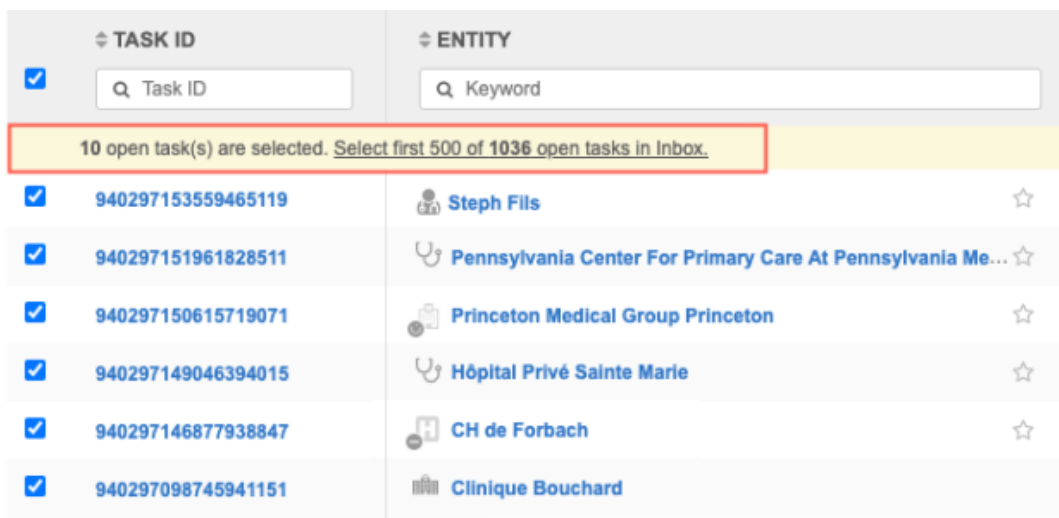 TASK ID ENTITY
Task ID Keyword
10 open task(s) are selected. Select first 500 of 1036 open tasks in Inbox.
940297153559465119 Steph Fils
940297151961828511 Pennsylvania Center For Primary Care At Pennsylvania Me...
940297150615719071 Princeton Medical Group Princeton
940297149046394015 Hôpital Privé Sainte Marie
940297146877938847 CH de Forbach
940297098745941151 Clinique Bouchard